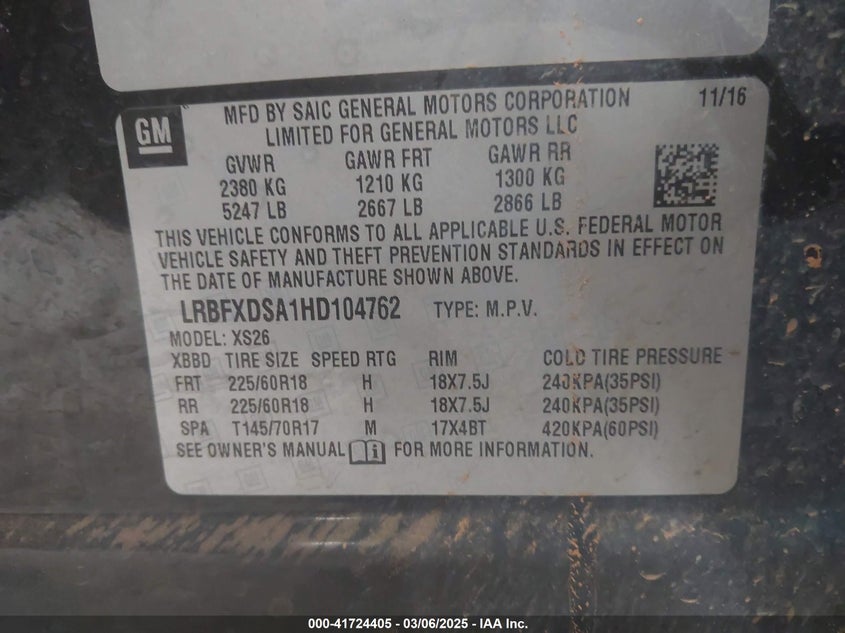 GM
MFD BY SAIC GENERAL MOTORS CORPORATION 11/16
LIMITED FOR GENERAL MOTORS LLC
GVWR GAWR FRT GAWR RR
2380 KG 1210 KG 1300 KG
5247 LB 2667 LB 2866 LB
THIS VEHICLE CONFORMS TO ALL APPLICABLE U.S. FEDERAL MOTOR
VEHICLE SAFETY AND THEFT PREVENTION STANDARDS IN EFFECT ON
THE DATE OF MANUFACTURE SHOWN ABOVE.
LRBFXDSA1HD104762 TYPE: M.P.V.
MODEL: XS26
XBBD TIRE SIZE SPEED RTG RIM COLD TIRE PRESSURE
FRT 225/60R18 H 18X7.5J 240KPA(35PSI)
RR 225/60R18 H 18X7.5J 240KPA(35PSI)
SPA T145/70R17 M 17X4BT 420KPA(60PSI)
SEE OWNER'S MANUAL FOR MORE INFORMATION.
000-41724405 - 03/06/2025 - IAA Inc.